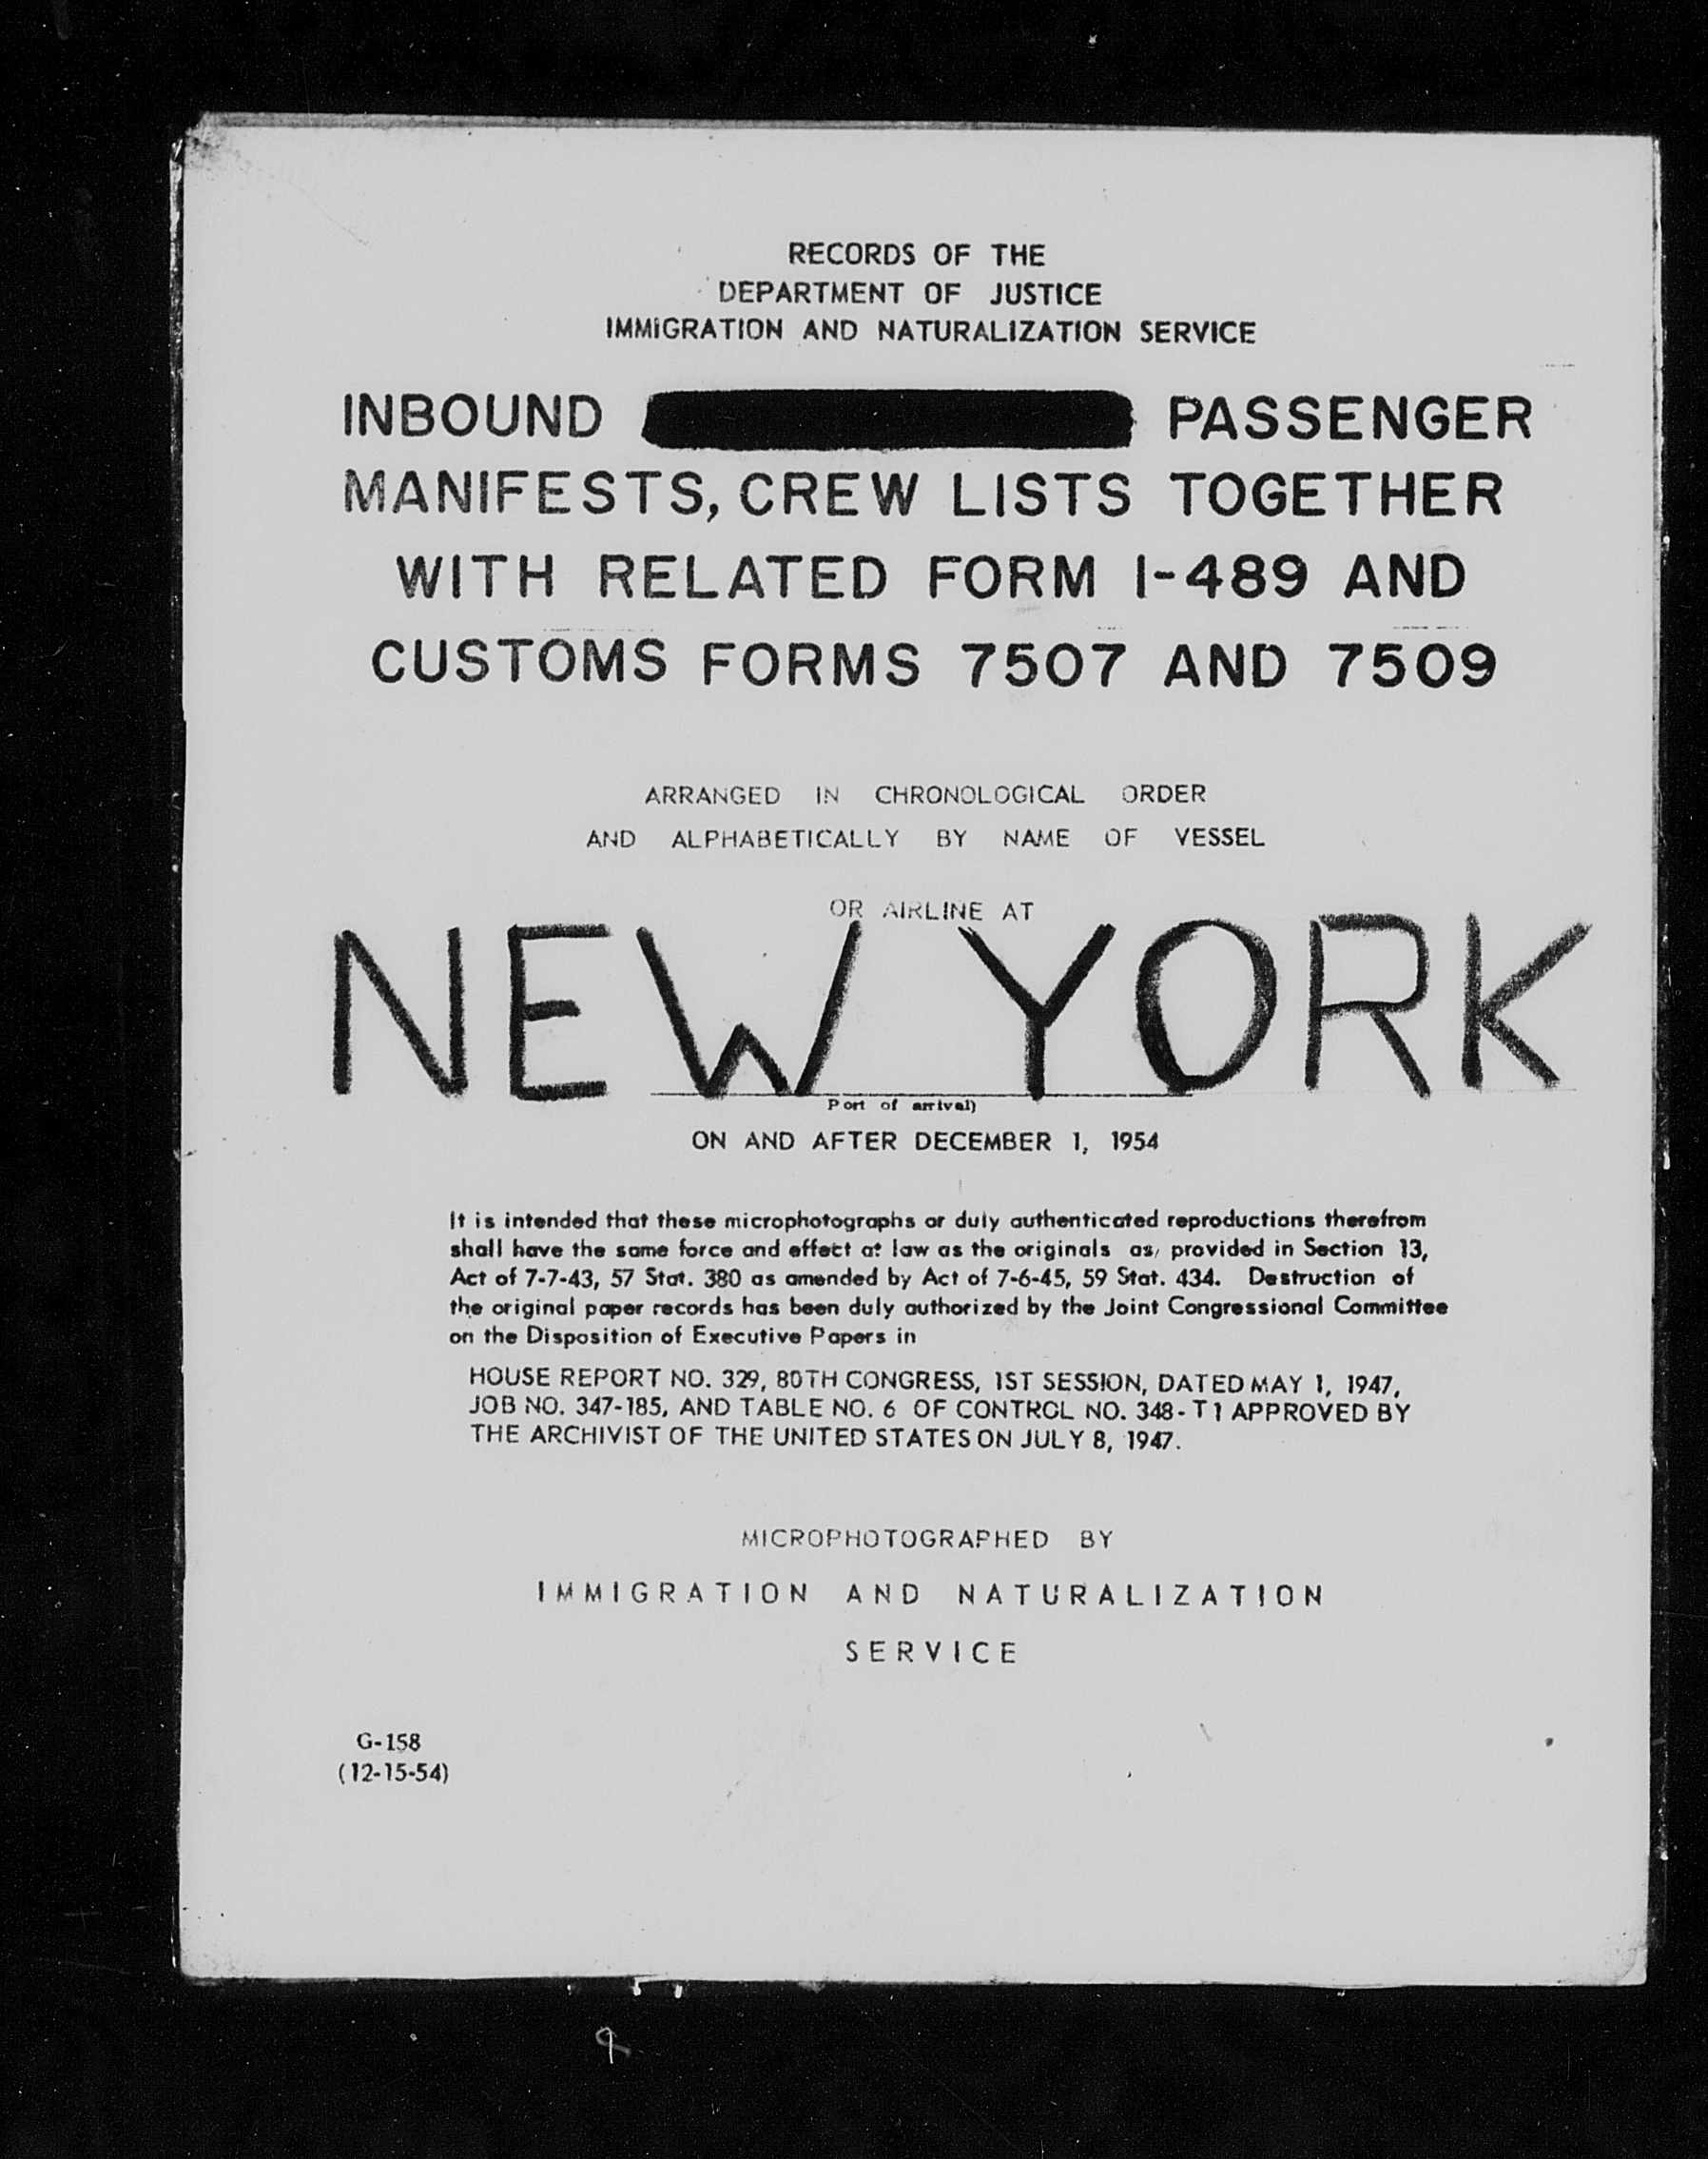 RECORDS OF THE
DEPARTMENT OF JUSTICE
IMMIGRATION AND NATURALIZATION SERVICE
INBOUND PASSENGER
MANIFESTS, CREW LISTS TOGETHER
WITH RELATED FORM I-489 AND
CUSTOMS FORMS 7507 AND 7509
ARRANGED IN CHRONOLOGICAL ORDER
AND ALPHABETICALLY BY NAME OF VESSEL
OR AIRLINE AT
NEW YORK
Port of arrival)
ON AND AFTER DECEMBER 1, 1954
It is intended that these microphotographs or duly authenticated reproductions therefrom
shall have the same force and effect at law as the originals as, provided in Section 13,
Act of 7-7-43, 57 Stat. 380 as amended by Act of 7-6-45, 59 Stat. 434. Destruction of
the original paper records has been duly authorized by the Joint Congressional Committee
on the Disposition of Executive Papers in
HOUSE REPORT NO. 329, 80TH CONGRESS, 1ST SESSION, DATED MAY 1, 1947,
JOB NO. 347-185, AND TABLE NO. 6 OF CONTROL NO. 348-T1 APPROVED BY
THE ARCHIVIST OF THE UNITED STATES ON JULY 8, 1947.
MICROPHOTOGRAPHED BY
IMMIGRATION AND NATURALIZATION
SERVICE
G-158
(12-15-54)